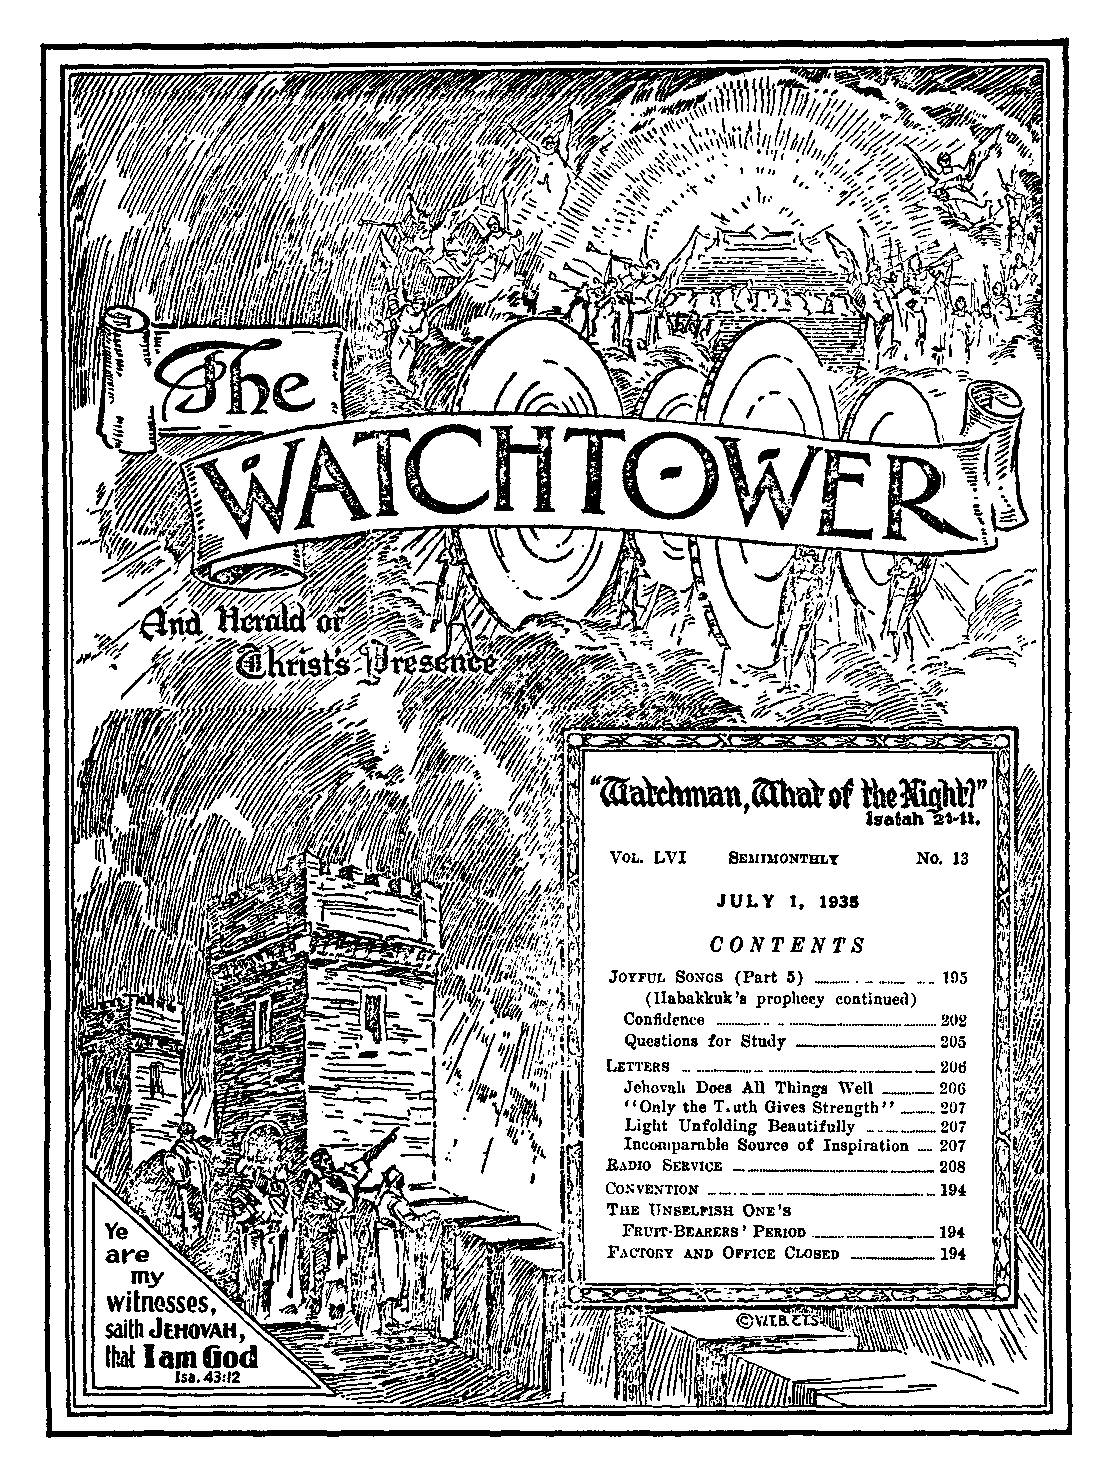 The
WATCHTOWER
And Herald of
Christ's Presence
"Watchman, What of the Night?"
Isaiah 21-11.
VOL. LVI SEMIMONTHLY No. 13
JULY 1, 1935
CONTENTS
JOYFUL SONGS (Part 5) 195
(Habakkuk's prophecy continued)
Confidence 202
Questions for Study 205
LETTERS 206
Jehovah Does All Things Well 206
"Only the Truth Gives Strength" 207
Light Unfolding Beautifully 207
Incomparable Source of Inspiration 207
RADIO SERVICE 208
CONVENTION 194
THE UNSELFISH ONE'S
FRUIT-BEARERS' PERIOD 194
FACTORY AND OFFICE CLOSED 194
©W.T.B.&T.S.
Ye
are
my
witnesses,
saith JEHOVAH,
that I am God
Isa. 43:12